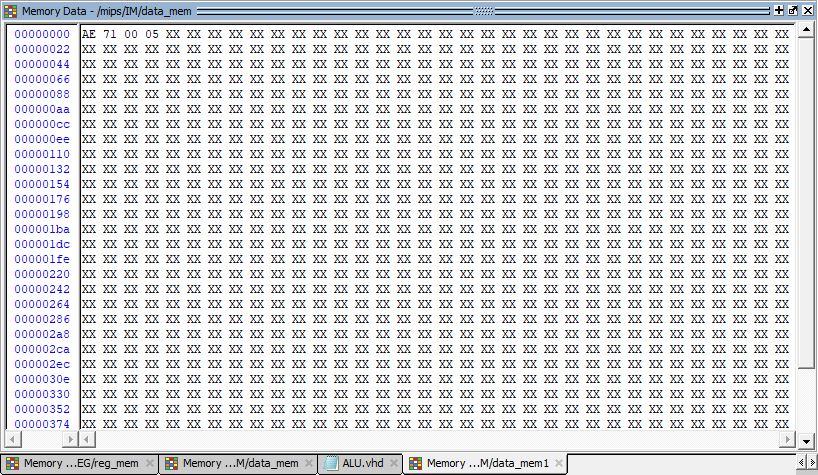 Memory Data - /mips/IM/data_mem
00000000 AE 71 00 05 XX XX XX XX XX XX XX XX XX XX XX XX XX XX XX XX XX XX XX XX XX XX XX XX XX XX XX XX XX XX
00000022 XX XX XX XX XX XX XX XX XX XX XX XX XX XX XX XX XX XX XX XX XX XX XX XX XX XX XX XX XX XX XX XX XX XX
00000044 XX XX XX XX XX XX XX XX XX XX XX XX XX XX XX XX XX XX XX XX XX XX XX XX XX XX XX XX XX XX XX XX XX XX
00000066 XX XX XX XX XX XX XX XX XX XX XX XX XX XX XX XX XX XX XX XX XX XX XX XX XX XX XX XX XX XX XX XX XX XX
00000088 XX XX XX XX XX XX XX XX XX XX XX XX XX XX XX XX XX XX XX XX XX XX XX XX XX XX XX XX XX XX XX XX XX XX
000000aa XX XX XX XX XX XX XX XX XX XX XX XX XX XX XX XX XX XX XX XX XX XX XX XX XX XX XX XX XX XX XX XX XX XX
000000cc XX XX XX XX XX XX XX XX XX XX XX XX XX XX XX XX XX XX XX XX XX XX XX XX XX XX XX XX XX XX XX XX XX XX
000000ee XX XX XX XX XX XX XX XX XX XX XX XX XX XX XX XX XX XX XX XX XX XX XX XX XX XX XX XX XX XX XX XX XX XX
00000110 XX XX XX XX XX XX XX XX XX XX XX XX XX XX XX XX XX XX XX XX XX XX XX XX XX XX XX XX XX XX XX XX XX XX
00000132 XX XX XX XX XX XX XX XX XX XX XX XX XX XX XX XX XX XX XX XX XX XX XX XX XX XX XX XX XX XX XX XX XX XX
00000154 XX XX XX XX XX XX XX XX XX XX XX XX XX XX XX XX XX XX XX XX XX XX XX XX XX XX XX XX XX XX XX XX XX XX
00000176 XX XX XX XX XX XX XX XX XX XX XX XX XX XX XX XX XX XX XX XX XX XX XX XX XX XX XX XX XX XX XX XX XX XX
00000198 XX XX XX XX XX XX XX XX XX XX XX XX XX XX XX XX XX XX XX XX XX XX XX XX XX XX XX XX XX XX XX XX XX XX
000001ba XX XX XX XX XX XX XX XX XX XX XX XX XX XX XX XX XX XX XX XX XX XX XX XX XX XX XX XX XX XX XX XX XX XX
000001dc XX XX XX XX XX XX XX XX XX XX XX XX XX XX XX XX XX XX XX XX XX XX XX XX XX XX XX XX XX XX XX XX XX XX
000001fe XX XX XX XX XX XX XX XX XX XX XX XX XX XX XX XX XX XX XX XX XX XX XX XX XX XX XX XX XX XX XX XX XX XX
00000220 XX XX XX XX XX XX XX XX XX XX XX XX XX XX XX XX XX XX XX XX XX XX XX XX XX XX XX XX XX XX XX XX XX XX
00000242 XX XX XX XX XX XX XX XX XX XX XX XX XX XX XX XX XX XX XX XX XX XX XX XX XX XX XX XX XX XX XX XX XX XX
00000264 XX XX XX XX XX XX XX XX XX XX XX XX XX XX XX XX XX XX XX XX XX XX XX XX XX XX XX XX XX XX XX XX XX XX
00000286 XX XX XX XX XX XX XX XX XX XX XX XX XX XX XX XX XX XX XX XX XX XX XX XX XX XX XX XX XX XX XX XX XX XX
000002a8 XX XX XX XX XX XX XX XX XX XX XX XX XX XX XX XX XX XX XX XX XX XX XX XX XX XX XX XX XX XX XX XX XX XX
000002ca XX XX XX XX XX XX XX XX XX XX XX XX XX XX XX XX XX XX XX XX XX XX XX XX XX XX XX XX XX XX XX XX XX XX
000002ec XX XX XX XX XX XX XX XX XX XX XX XX XX XX XX XX XX XX XX XX XX XX XX XX XX XX XX XX XX XX XX XX XX XX
0000030e XX XX XX XX XX XX XX XX XX XX XX XX XX XX XX XX XX XX XX XX XX XX XX XX XX XX XX XX XX XX XX XX XX XX
00000330 XX XX XX XX XX XX XX XX XX XX XX XX XX XX XX XX XX XX XX XX XX XX XX XX XX XX XX XX XX XX XX XX XX XX
00000352 XX XX XX XX XX XX XX XX XX XX XX XX XX XX XX XX XX XX XX XX XX XX XX XX XX XX XX XX XX XX XX XX XX XX
00000374 XX XX XX XX XX XX XX XX XX XX XX XX XX XX XX XX XX XX XX XX XX XX XX XX XX XX XX XX XX XX XX XX XX XX
Memory ...EG/reg_mem Memory ...M/data_mem ALU.vhd Memory ...M/data_mem1